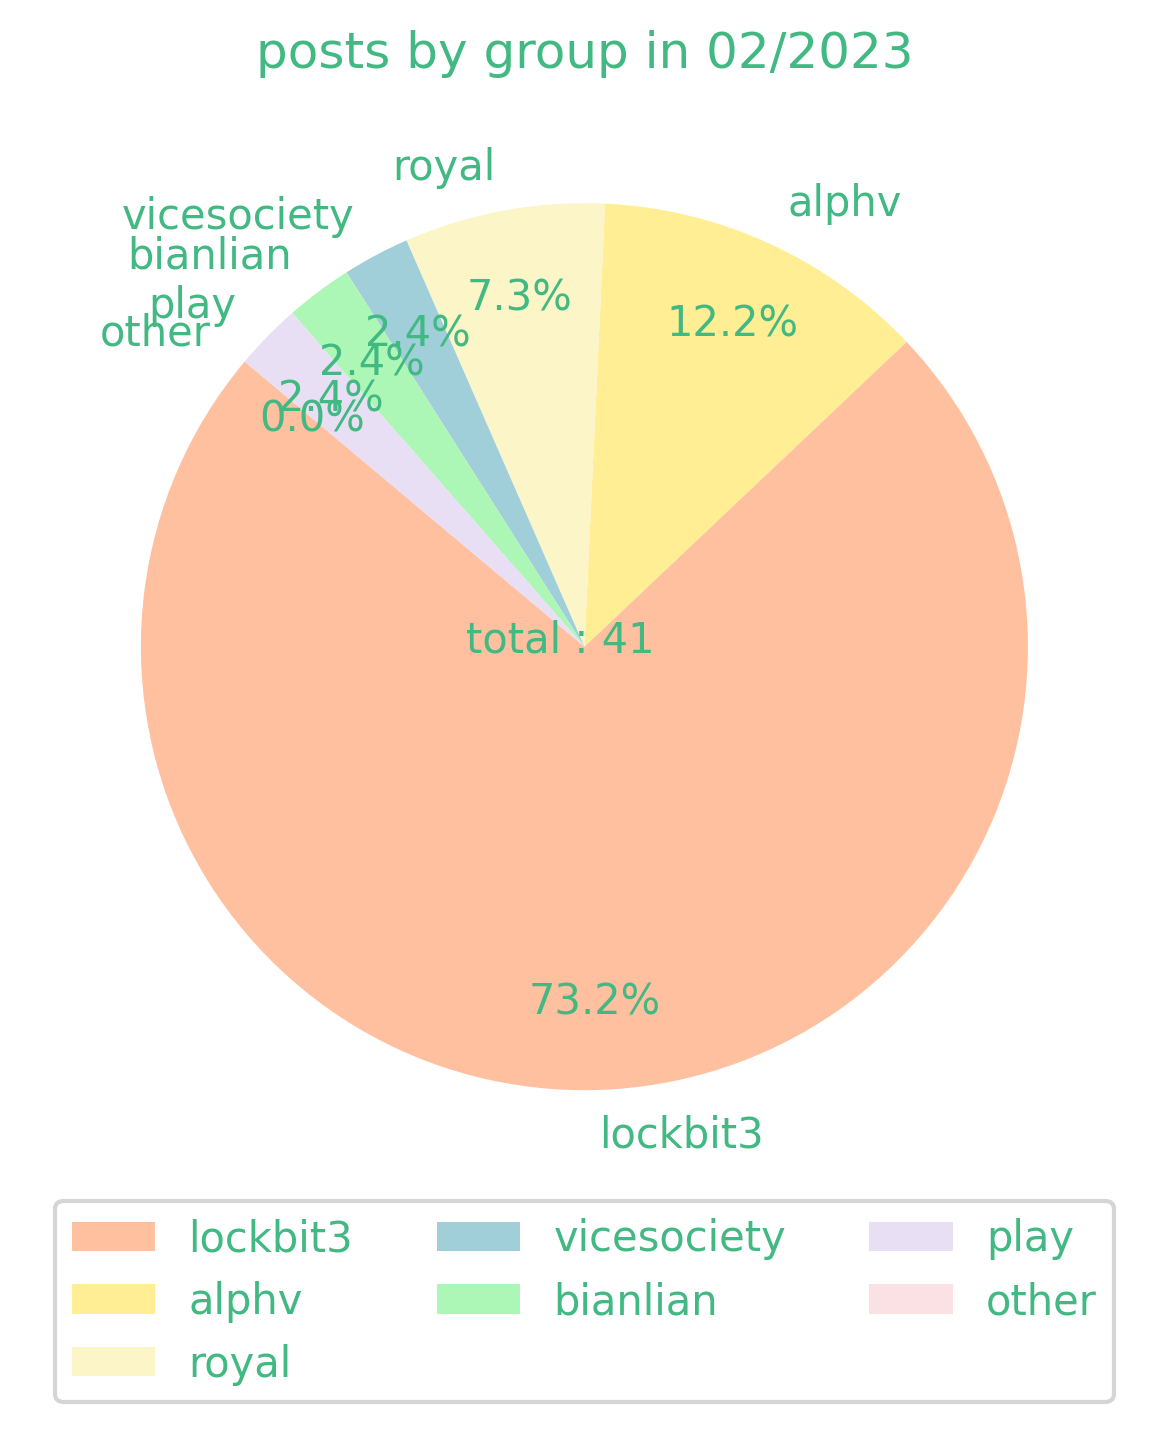 posts by group in 02/2023
royal
alphv
vicesociety
bianlian
play
other
7.3%
12.2%
2.4%
2.4%
2.4%
0.0%
total : 41
73.2%
lockbit3
lockbit3
alphv
royal
vicesociety
bianlian
play
other